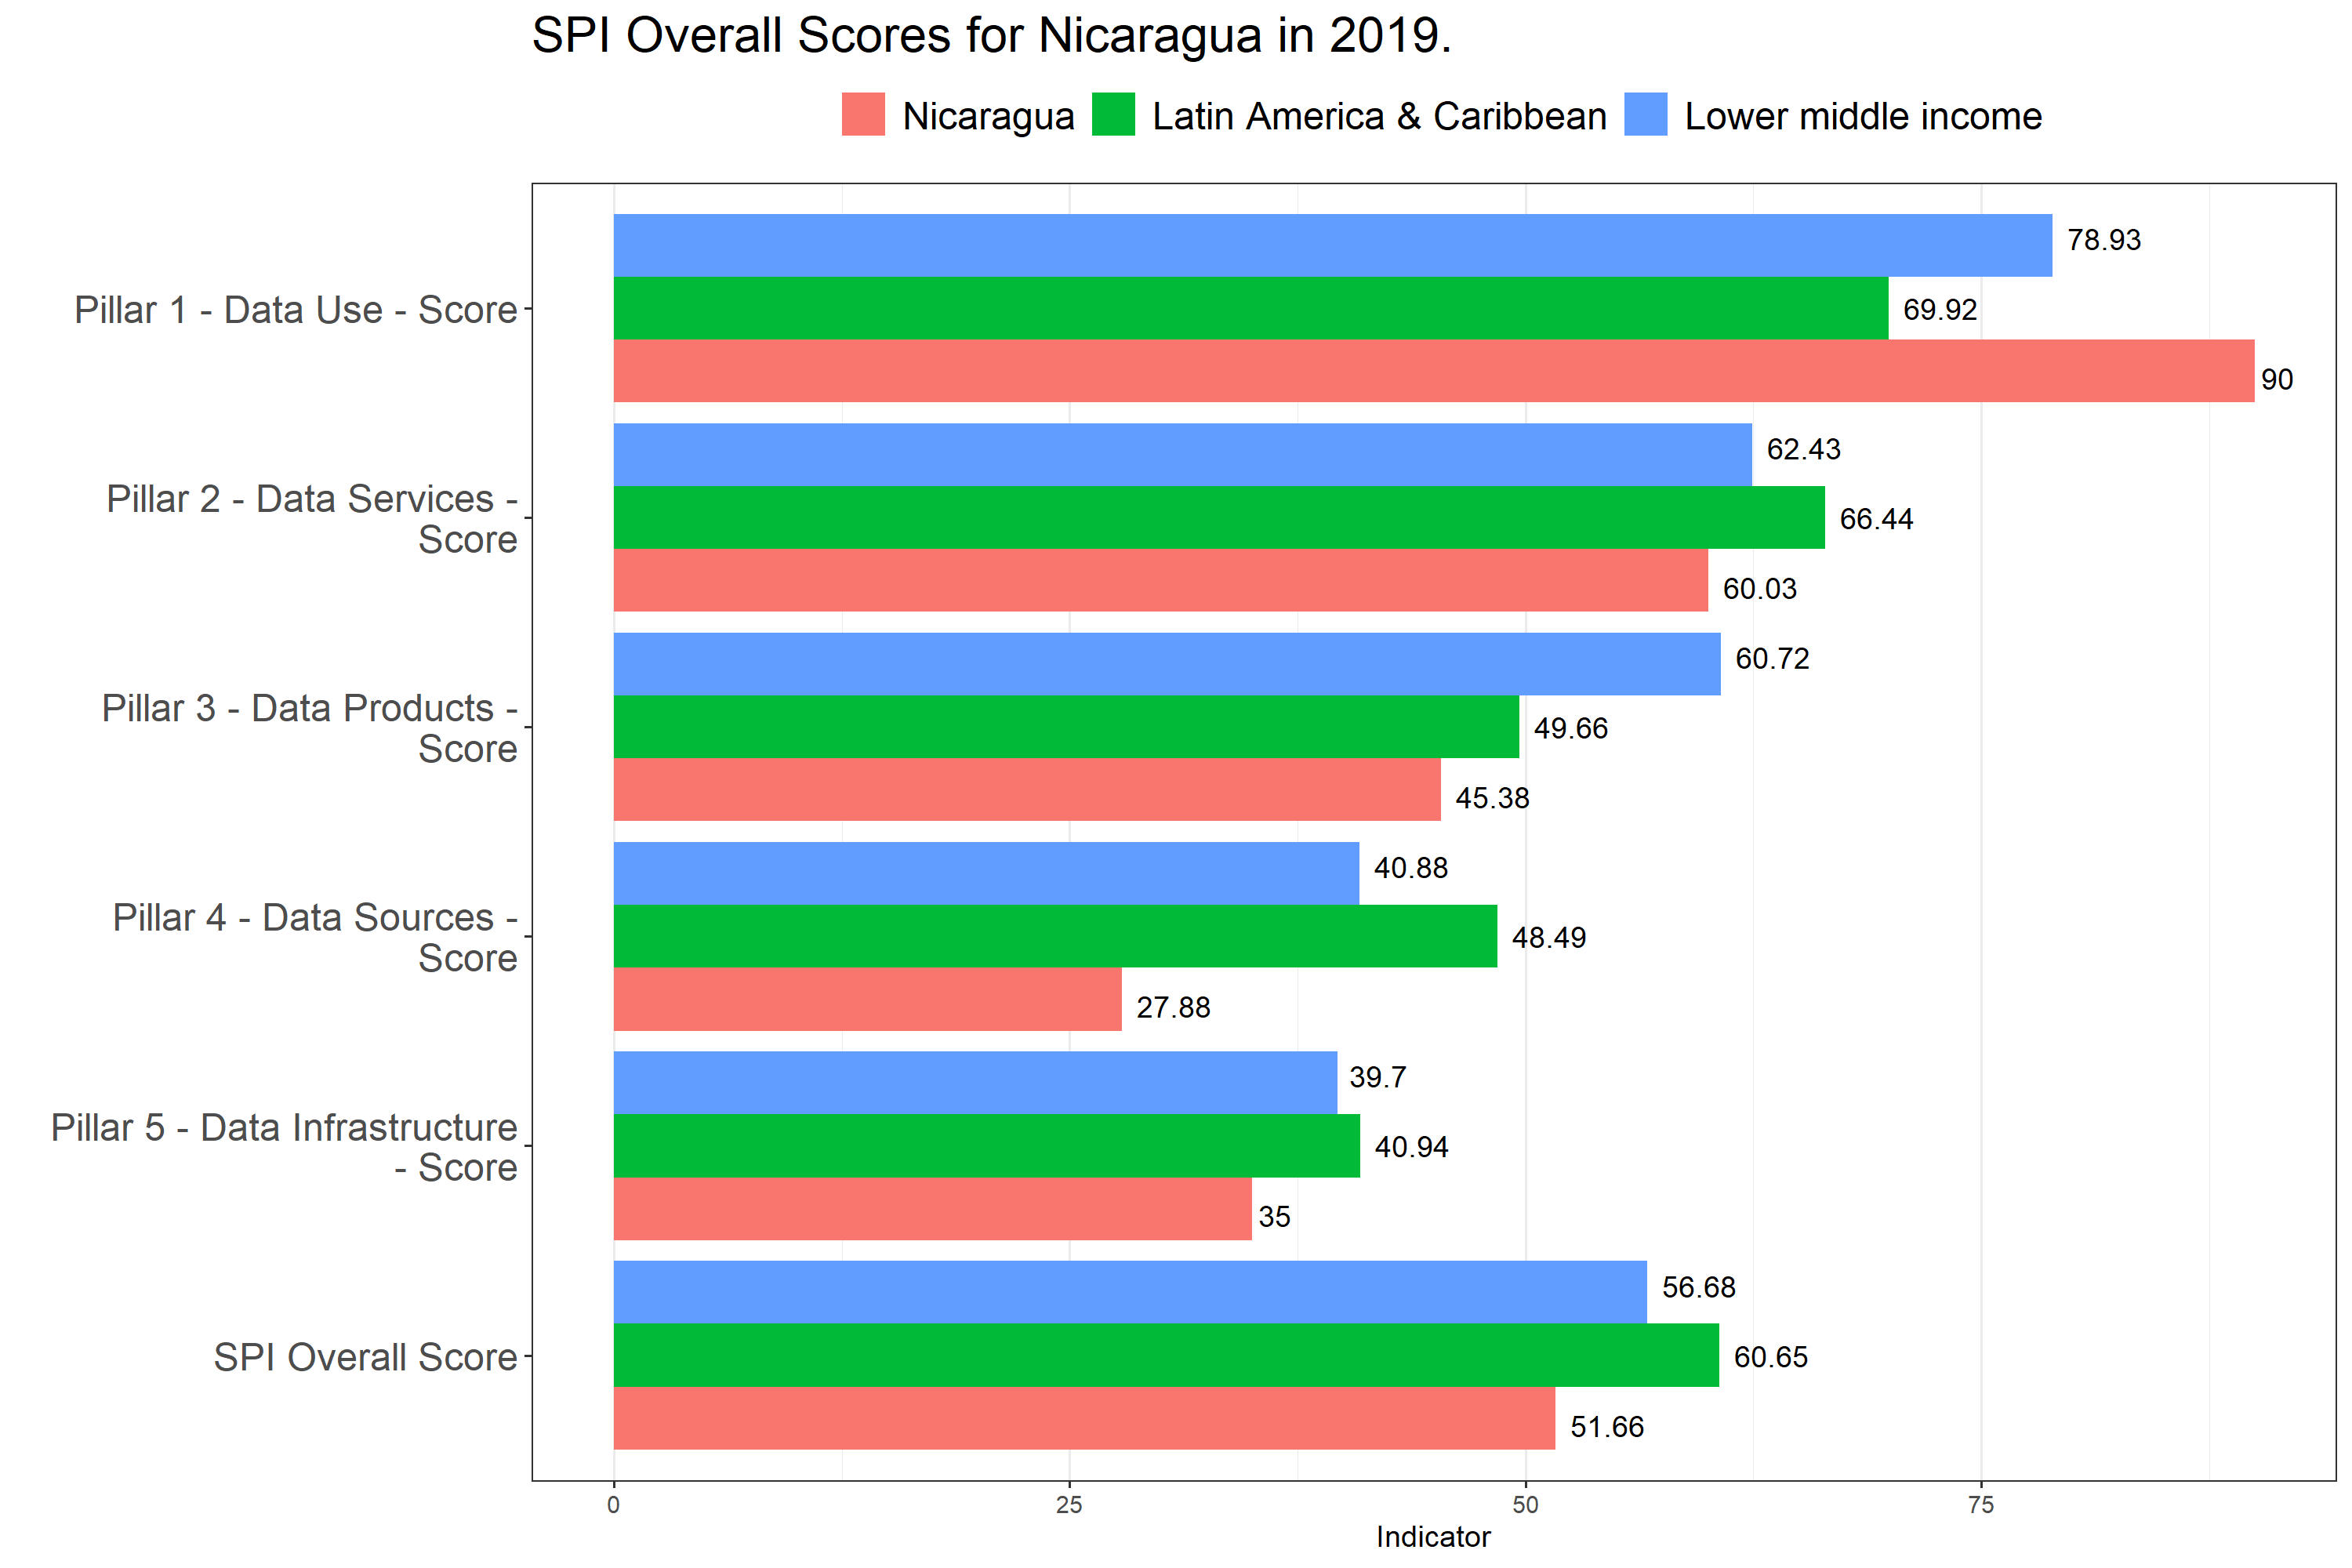 SPI Overall Scores for Nicaragua in 2019.
Nicaragua Latin America & Caribbean Lower middle income
Pillar 1 - Data Use - Score
78.93
69.92
90
Pillar 2 - Data Services -
Score
62.43
66.44
60.03
Pillar 3 - Data Products -
Score
60.72
49.66
45.38
Pillar 4 - Data Sources -
Score
40.88
48.49
27.88
Pillar 5 - Data Infrastructure
- Score
39.7
40.94
35
SPI Overall Score
56.68
60.65
51.66
0 25 50 75
Indicator